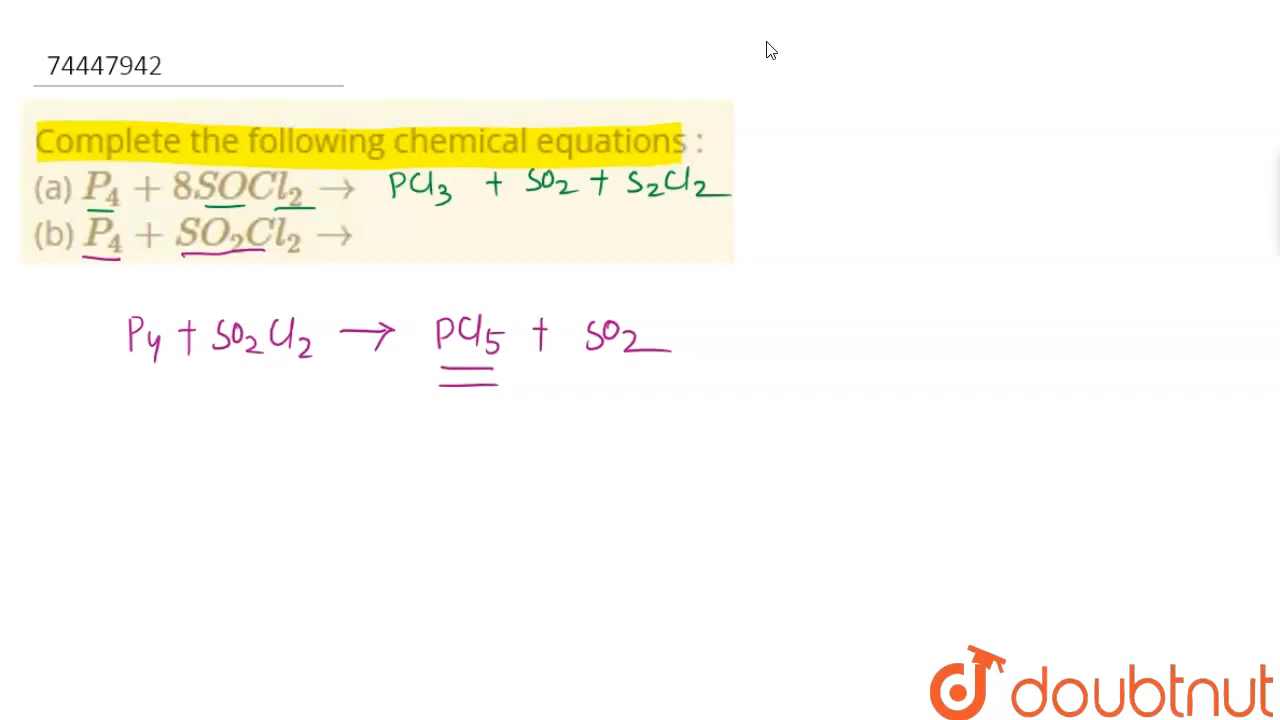 74447942
Complete the following chemical equations :
(a) P₄ + 8SOCl₂ → PCl₃ + SO₂ + S₂Cl₂
(b) P₄ + SO₂Cl₂ →
P₄ + SO₂Cl₂ → PCl₅ + SO₂
doubtnut